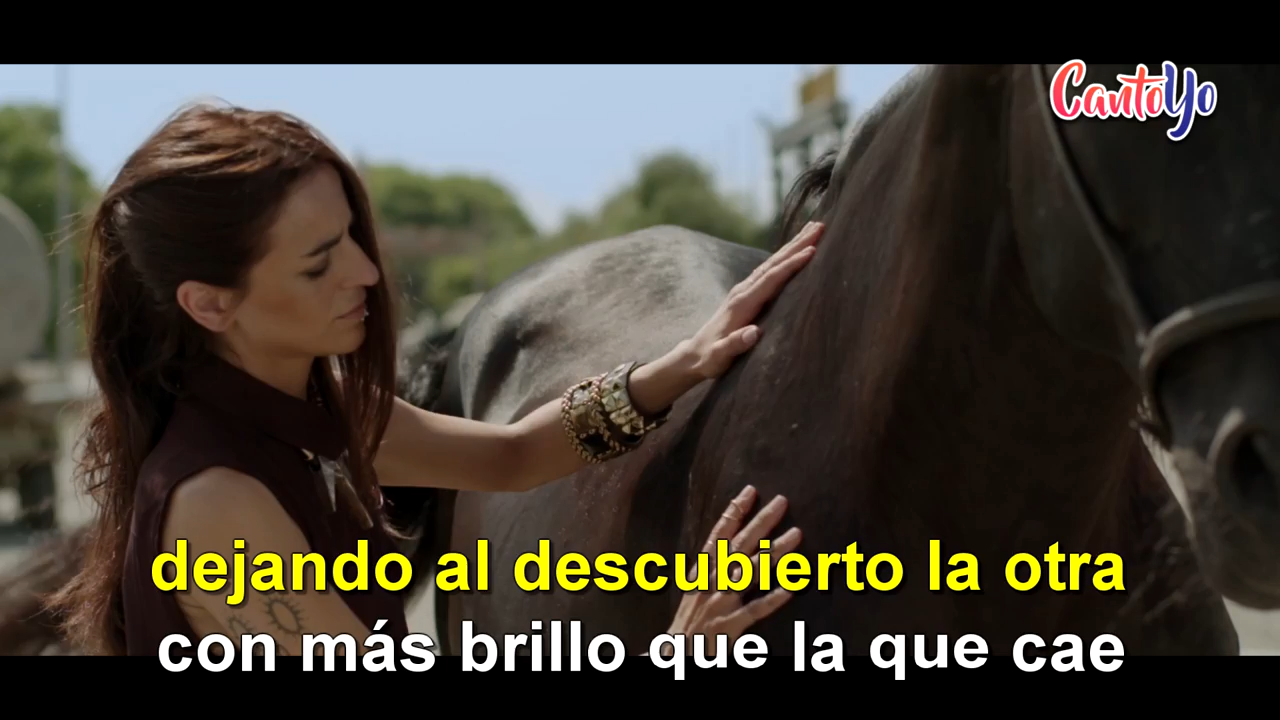 CantoYo
dejando al descubierto la otra
con más brillo que la que cae